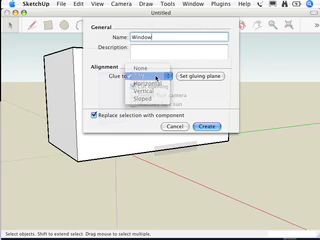 SketchUp File Edit View Camera Draw Tools Window Plugins Help
Untitled
General
Name: Window
Description:
Alignment
None
Glue to Any Set gluing plane
Horizontal
Vertical
Sloped
camera
Replace selection with component
Cancel Create
Select objects. Shift to extend select. Drag mouse to select multiple.